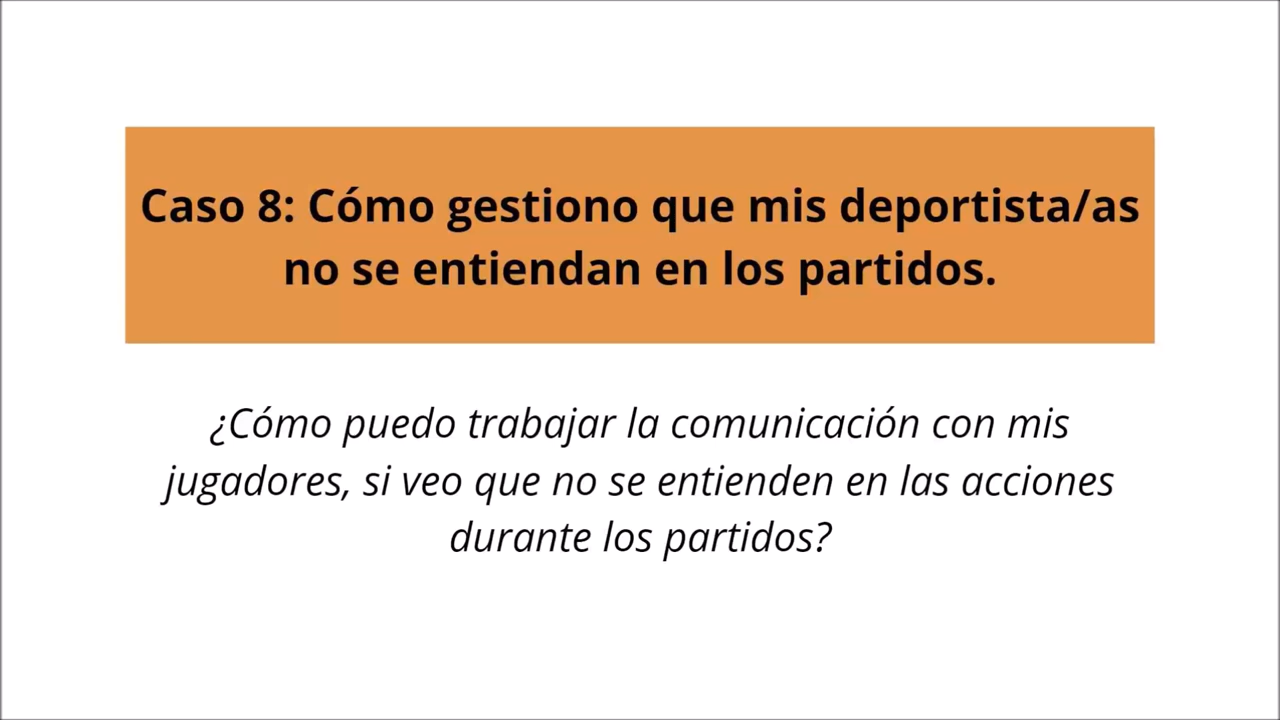 Caso 8: Cómo gestiono que mis deportista/as
no se entiendan en los partidos.
¿Cómo puedo trabajar la comunicación con mis
jugadores, si veo que no se entienden en las acciones
durante los partidos?